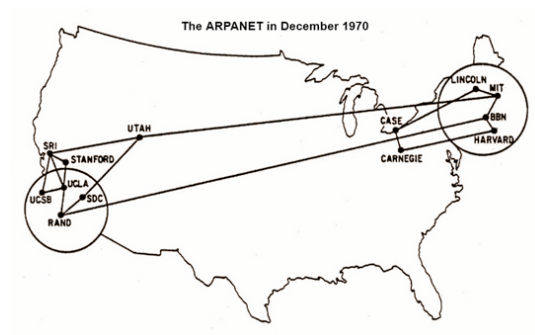 The ARPANET in December 1970
LINCOLN
MIT
CASE
BBN
UTAH
HARVARD
SRI
CARNEGIE
STANFORD
UCLA
UCSB
SDC
RAND